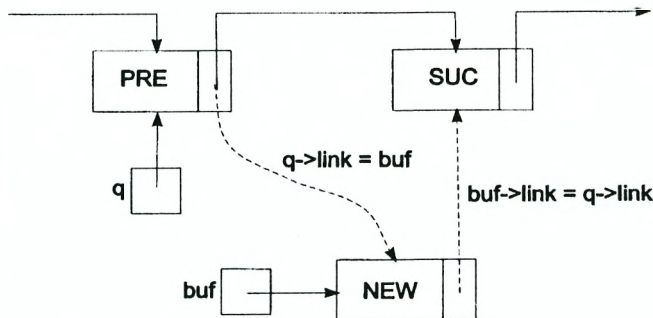 PRE
SUC
q->link = buf
q
buf->link = q->link
buf
NEW